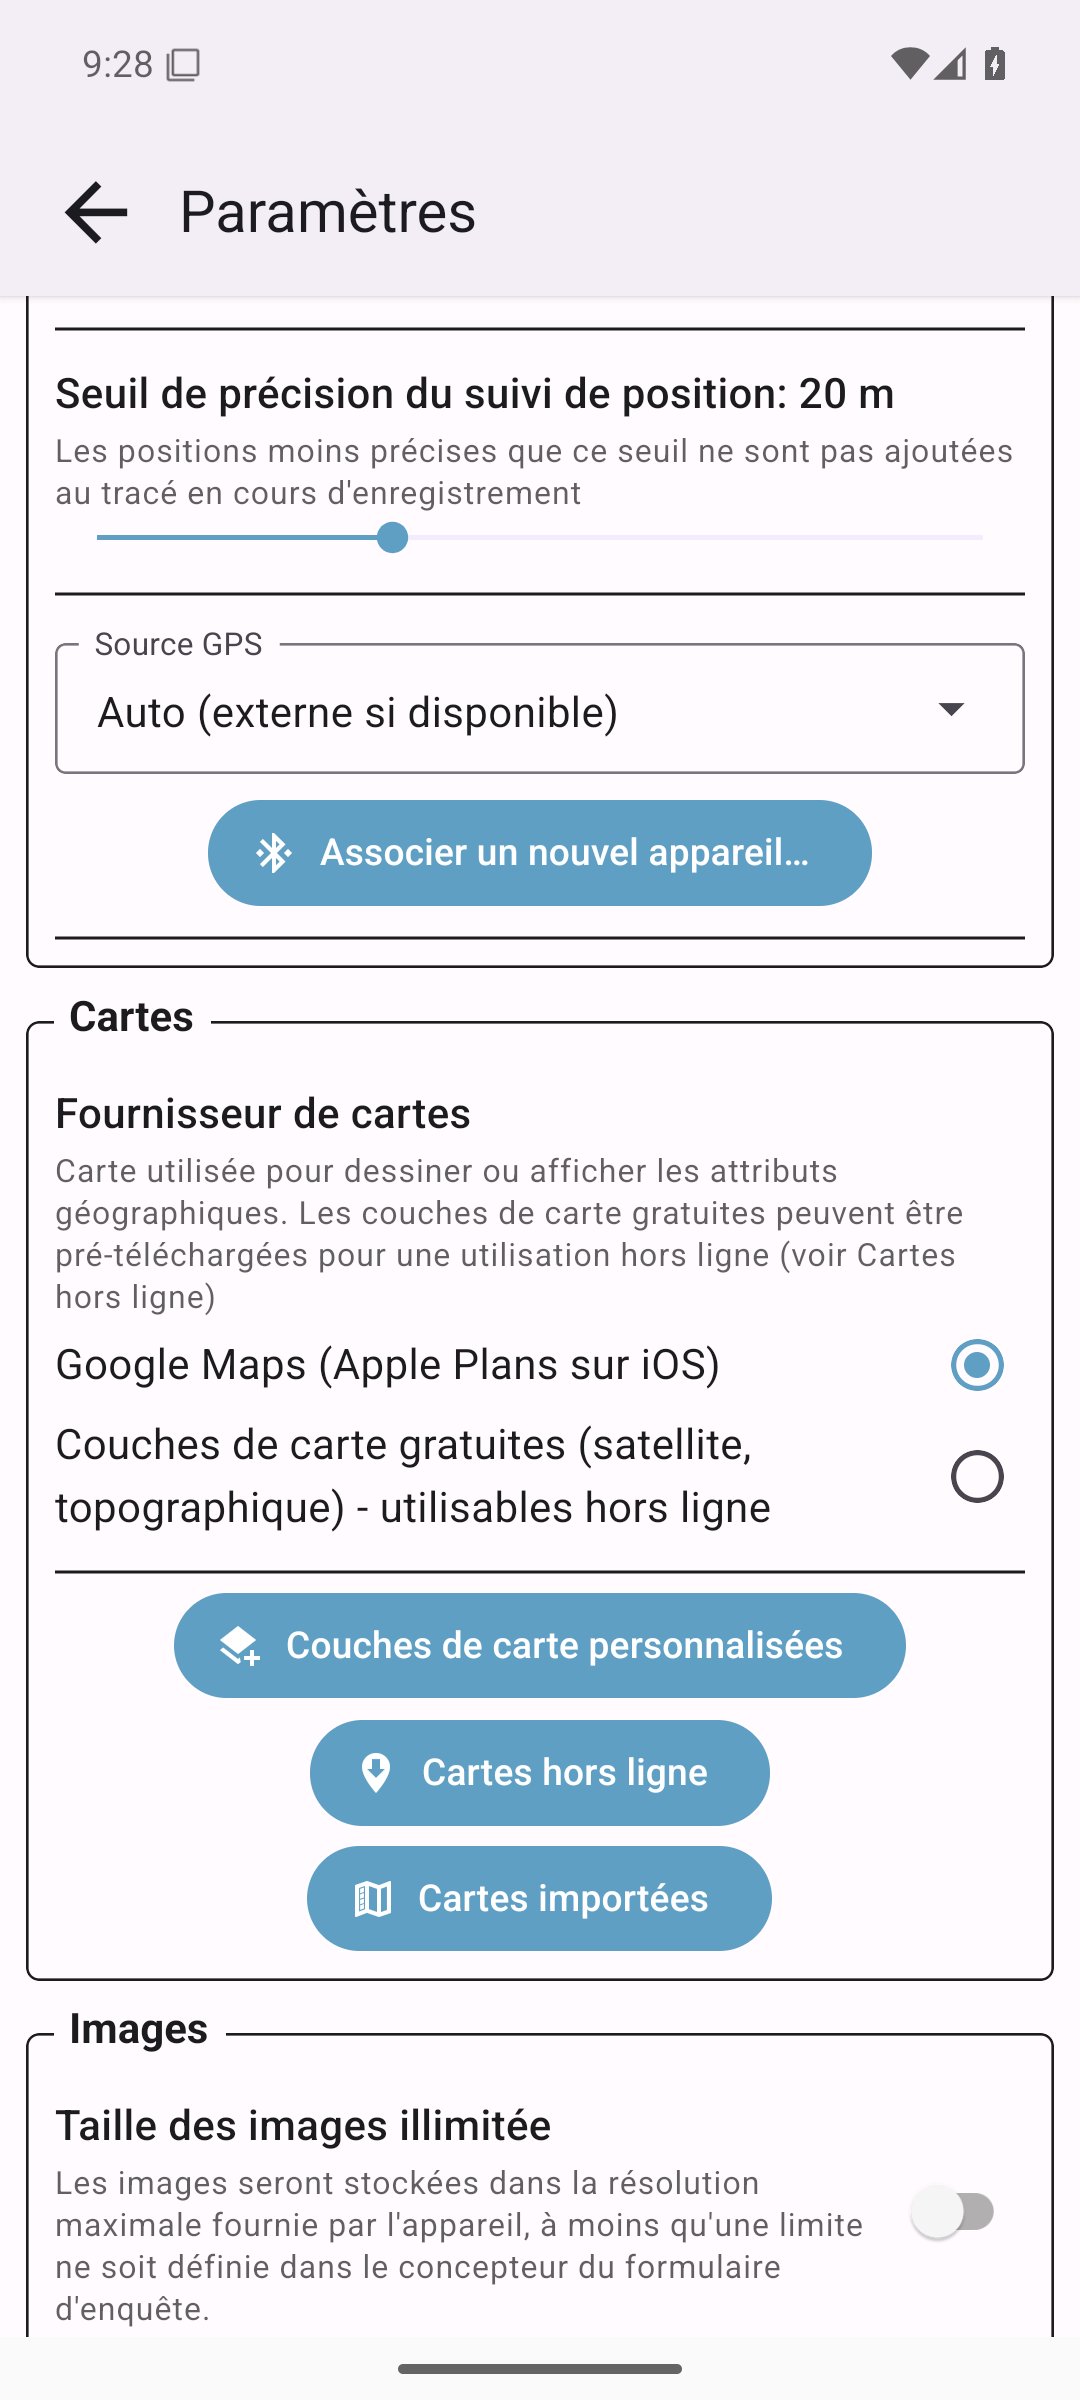 9:28
Paramètres
Seuil de précision du suivi de position: 20 m
Les positions moins précises que ce seuil ne sont pas ajoutées
au tracé en cours d'enregistrement
Source GPS
Auto (externe si disponible)
Associer un nouvel appareil…
Cartes
Fournisseur de cartes
Carte utilisée pour dessiner ou afficher les attributs
géographiques. Les couches de carte gratuites peuvent être
pré-téléchargées pour une utilisation hors ligne (voir Cartes
hors ligne)
Google Maps (Apple Plans sur iOS)
Couches de carte gratuites (satellite,
topographique) - utilisables hors ligne
Couches de carte personnalisées
Cartes hors ligne
Cartes importées
Images
Taille des images illimitée
Les images seront stockées dans la résolution
maximale fournie par l'appareil, à moins qu'une limite
ne soit définie dans le concepteur du formulaire
d'enquête.